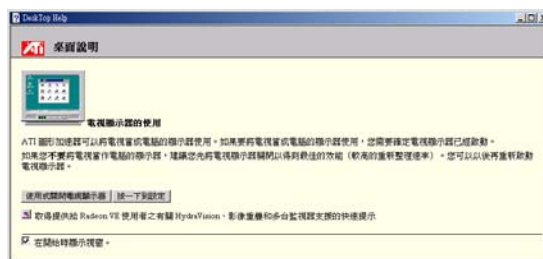 DeskTop Help
ATI 桌面說明
電視顯示器的使用
ATI 圖形加速器可以將電視當成電腦的顯示器使用。如果要將電視當成電腦的顯示器使用，您需要確定電視顯示器已經啟動。
如果您不要將電視當作電腦的顯示器，建議您先將電視顯示器關閉以得到最佳的效能（較高的重新整理速率）。您可以以後再重新啟動
電視顯示器。
使用或關閉電視顯示器 按一下到設定
取得提供給 Radeon VE 使用者之有關 HydraVision、影像重疊和多台監視器支援的快速提示
在開始時顯示視窗。